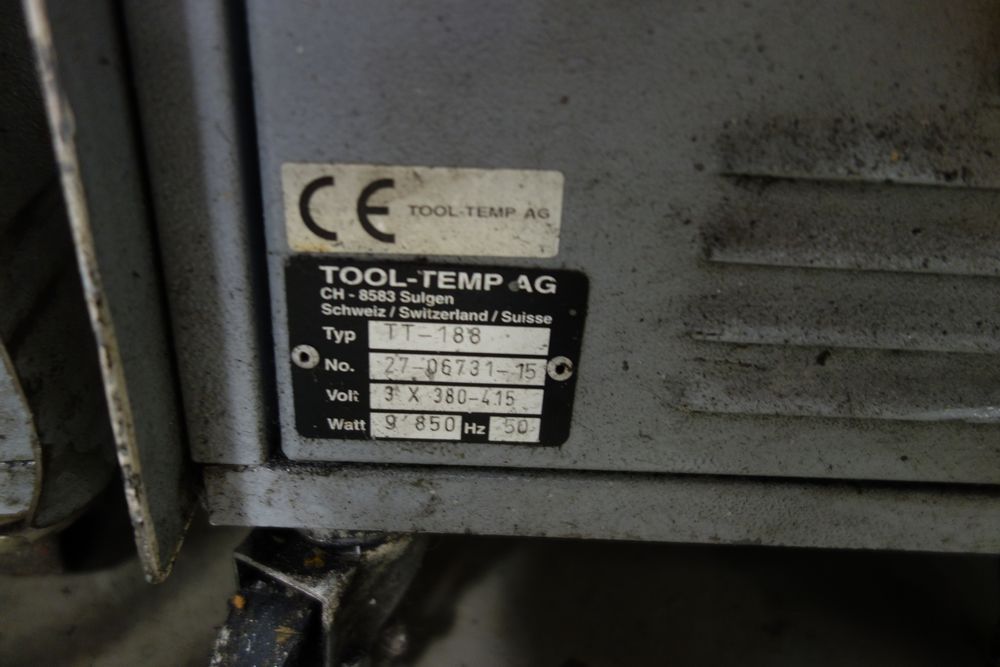 CE TOOL-TEMP AG
TOOL-TEMP AG
CH - 8583 Sulgen
Schweiz / Switzerland / Suisse
Typ TT-188
No. 27-06731-15
Volt 3 X 380-415
Watt 9'850 Hz 50